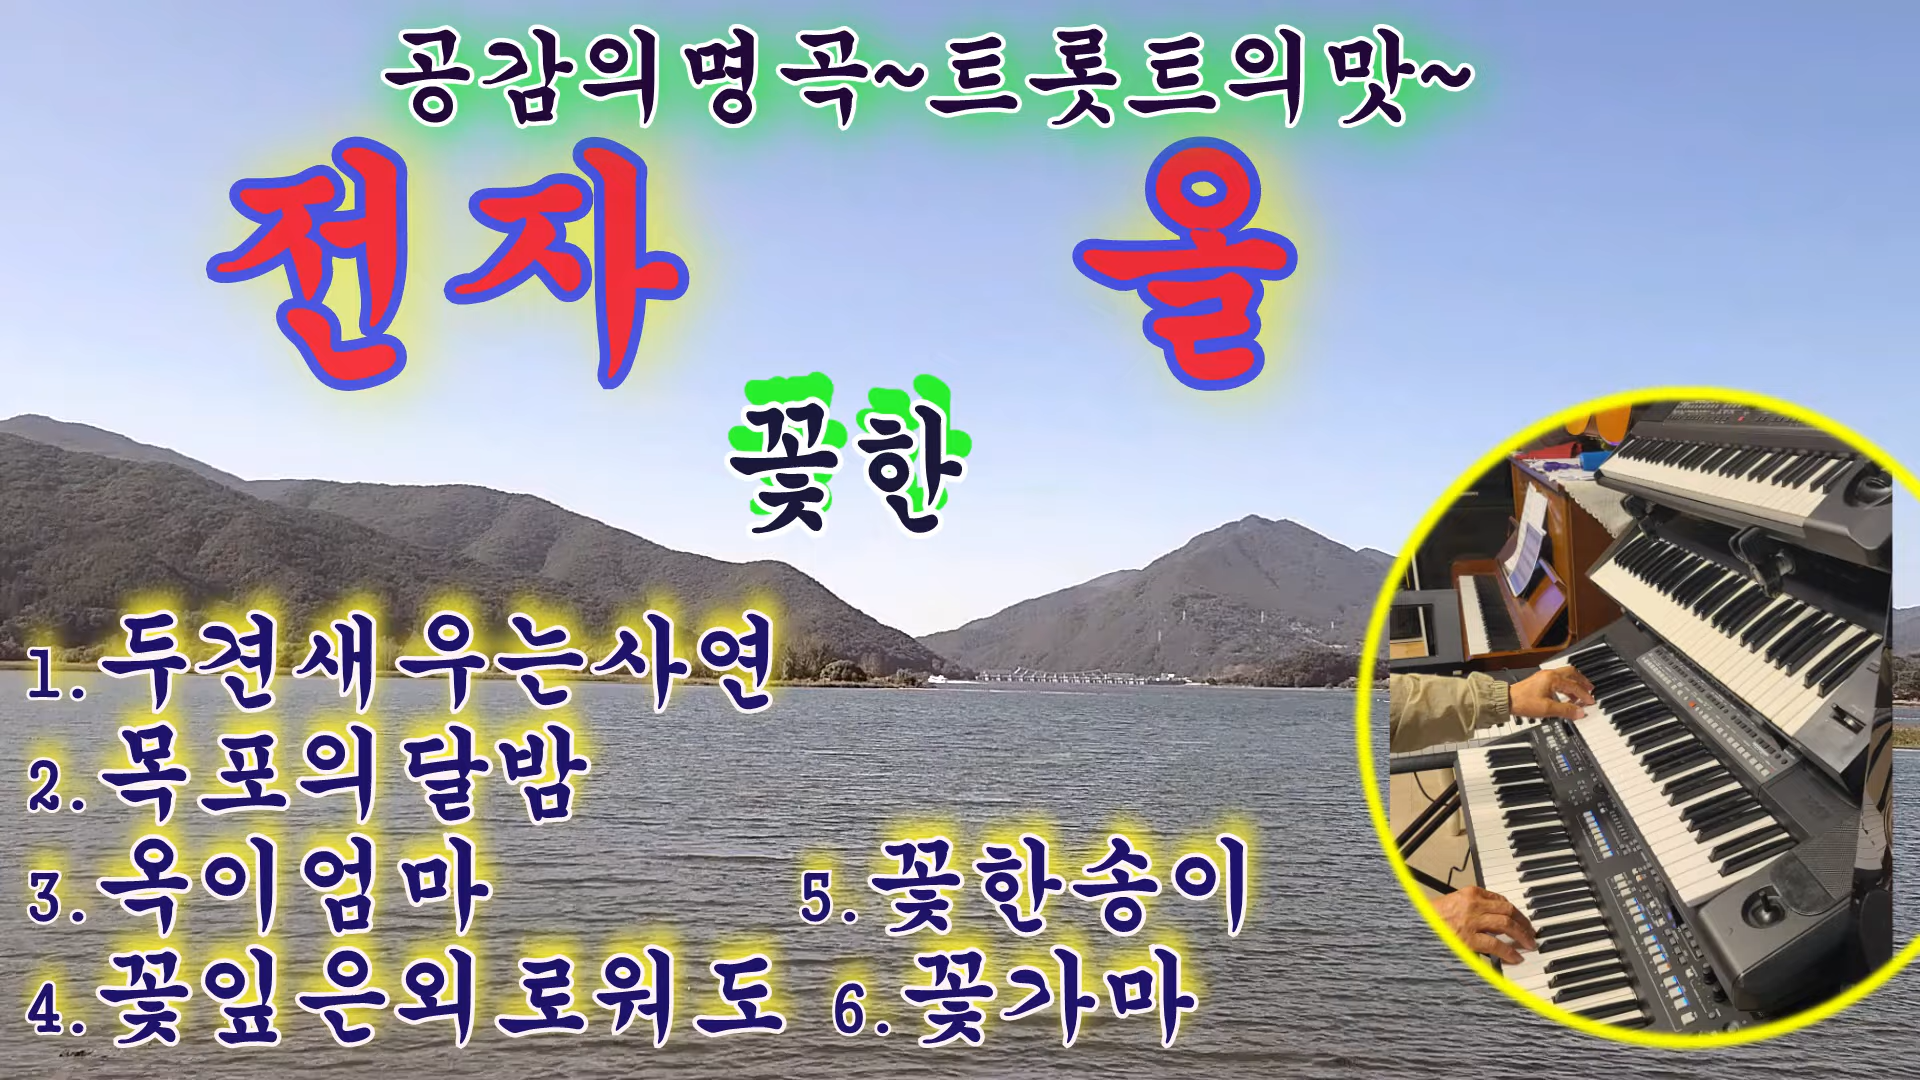 공감의 명곡~트롯트의맛~
전자 올
꽃한
1. 두견새 우는사연
2. 목포의 달밤
3. 옥이엄마
4. 꽃잎은외로워도
5. 꽃한송이
6. 꽃가마